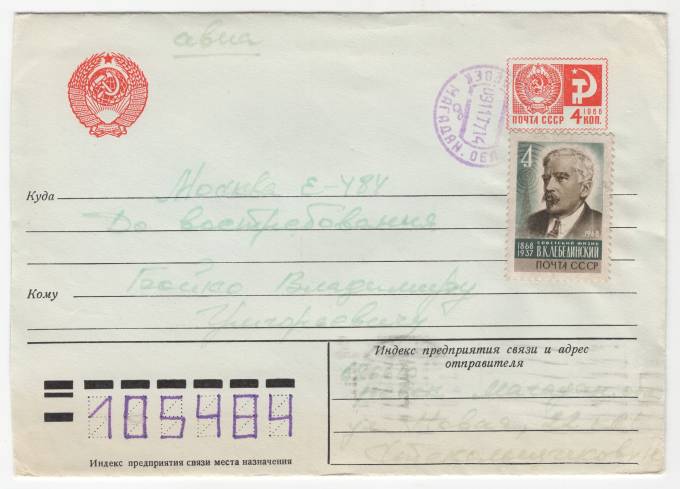 авиа
ПОЧТА СССР
1966
4 КОП.
МАГАДАН. ОБЛ
4
1968
СОВЕТСКИЙ ФИЗИК
1868 1937 В.К.ЛЕБЕДИНСКИЙ
ПОЧТА СССР
Куда Москва Е-484
До востребования
Кому Бойко Владимиру
Григорьевичу
Индекс предприятия связи и адрес
отправителя
ул. Новая
105484
Индекс предприятия связи места назначения